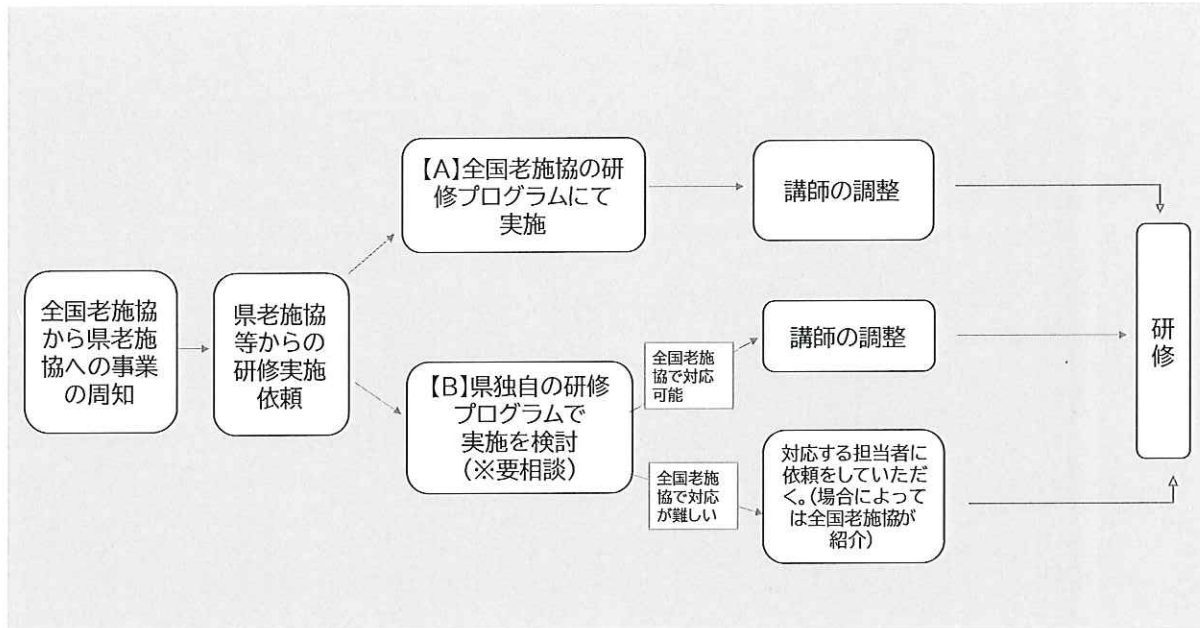 全国老施協
から県老施
協への事業
の周知
県老施協
等からの
研修実施
依頼
【A】全国老施協の研
修プログラムにて
実施
講師の調整
【B】県独自の研修
プログラムで
実施を検討
(※要相談)
全国老施
協で対応
可能
講師の調整
全国老施
協で対応
が難しい
対応する担当者に
依頼をしていただ
く。(場合によって
は全国老施協が
紹介)
研
修